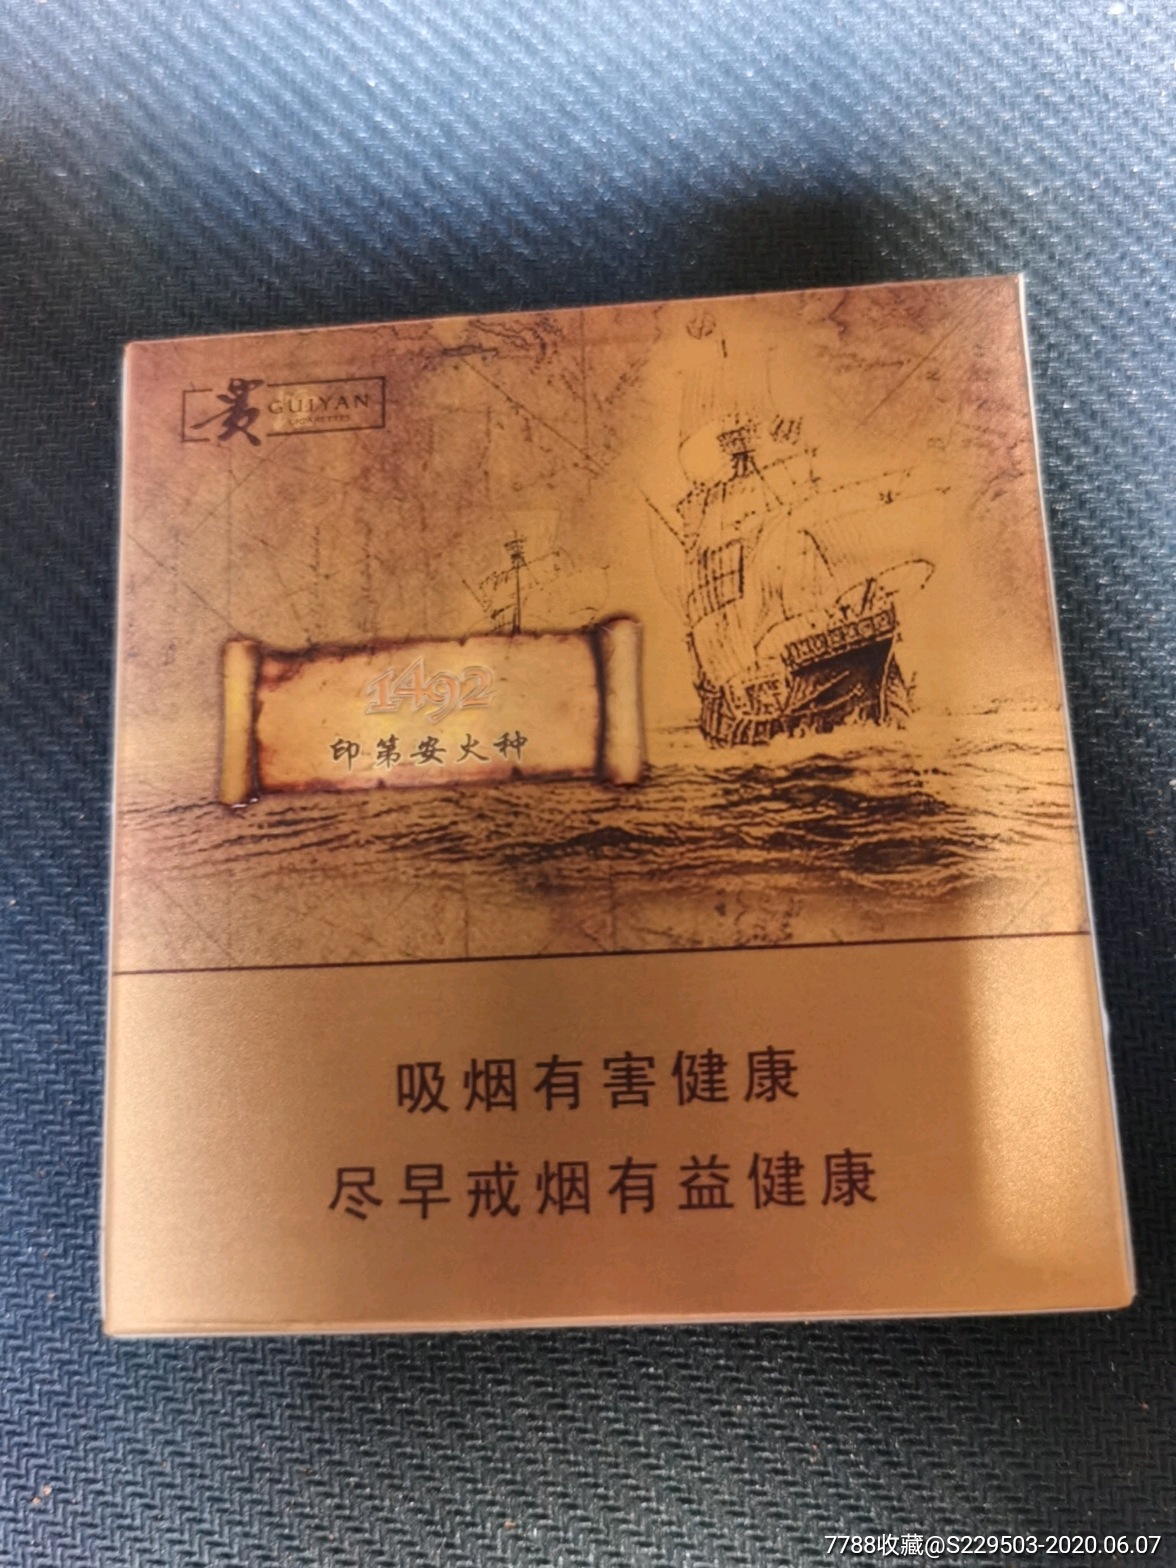 贵 GUIYAN
1492
印第安火种
吸烟有害健康
尽早戒烟有益健康
7788收藏@S229503-2020.06.07